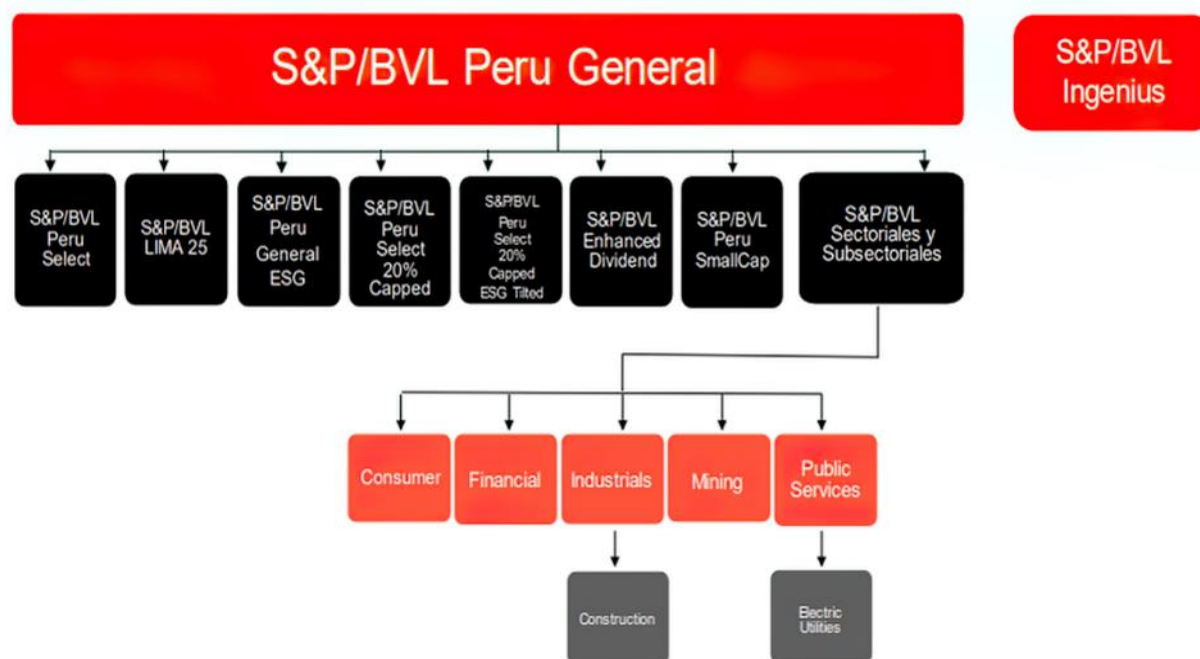 S&P/BVL Peru General
S&P/BVL
Ingenius
S&P/BVL
Peru
Select
S&P/BVL
LIMA 25
S&P/BVL
Peru
General
ESG
S&P/BVL
Peru
Select
20%
Capped
S&P/BVL
Peru
Select
20%
Capped
ESG Tilted
S&P/BVL
Enhanced
Dividend
S&P/BVL
Peru
SmallCap
S&P/BVL
Sectoriales y
Subsectoriales
Consumer
Financial
Industrials
Mining
Public
Services
Construction
Electric
Utilities